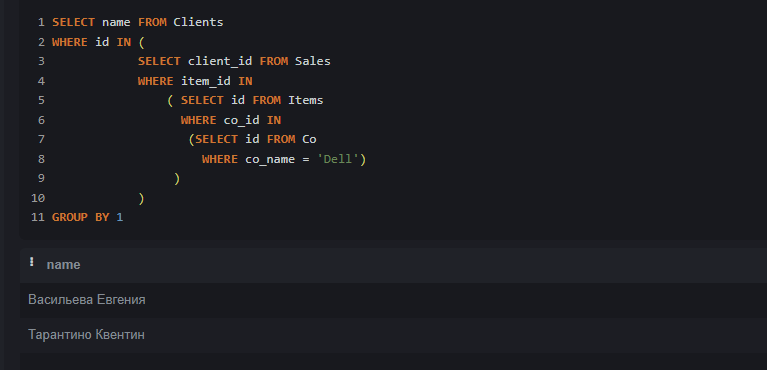 1 SELECT name FROM Clients
2 WHERE id IN (
3 SELECT client_id FROM Sales
4 WHERE item_id IN
5 ( SELECT id FROM Items
6 WHERE co_id IN
7 (SELECT id FROM Co
8 WHERE co_name = 'Dell')
9 )
10 )
11 GROUP BY 1
name
Васильева Евгения
Тарантино Квентин